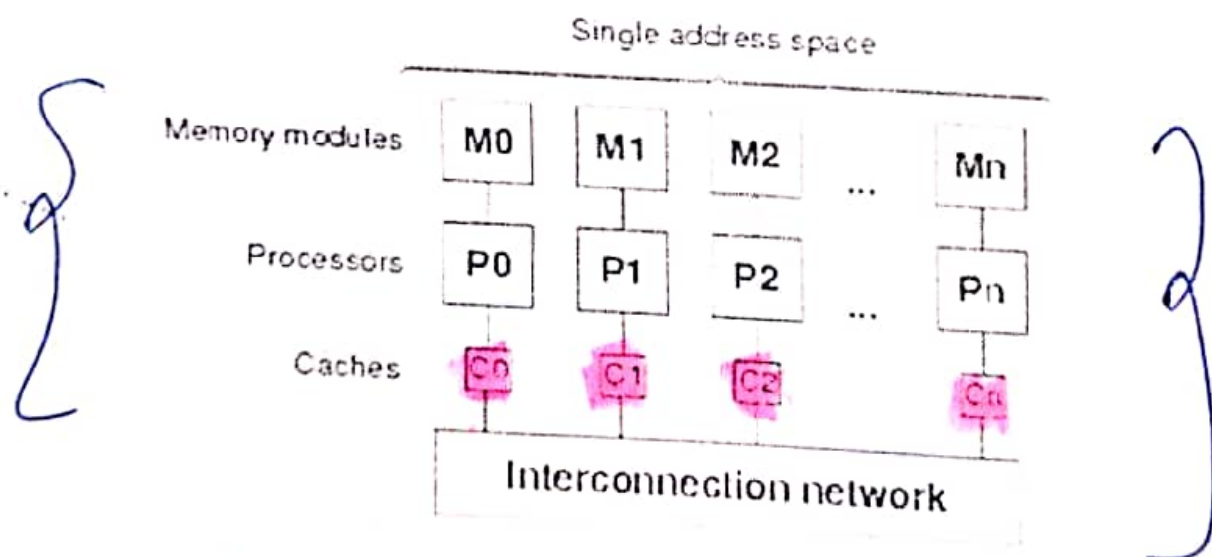 Single address space
Memory modules M0 M1 M2 ... Mn
Processors P0 P1 P2 ... Pn
Caches C0 C1 C2 Cn
Interconnection network